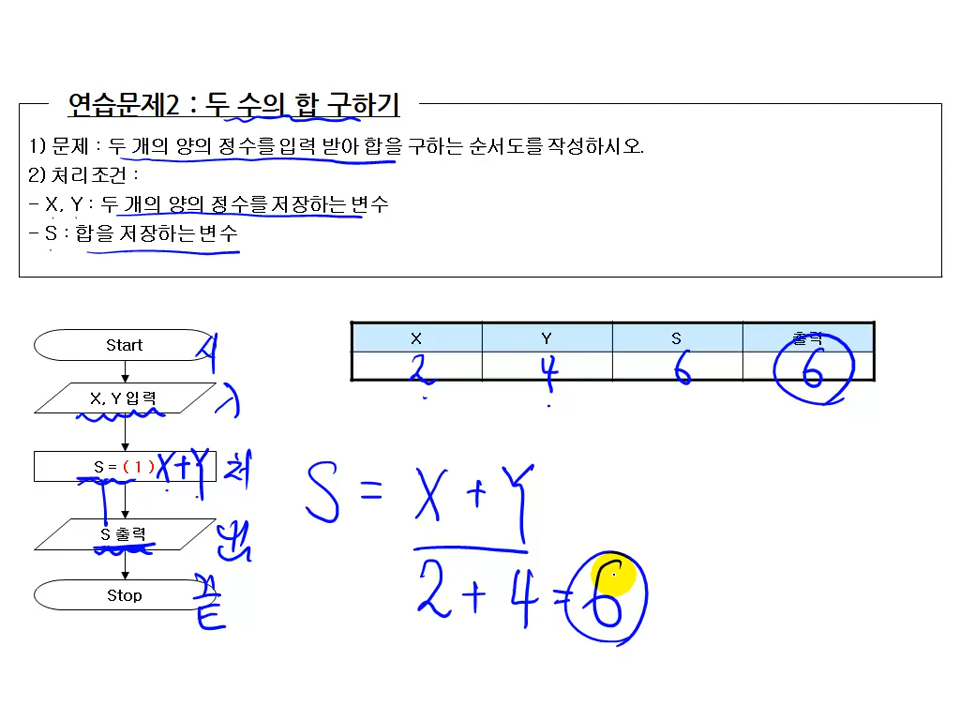 연습문제2 : 두 수의 합 구하기
1) 문제 : 두 개의 양의 정수를 입력 받아 합을 구하는 순서도를 작성하시오.
2) 처리조건 :
- X, Y : 두 개의 양의 정수를 저장하는 변수
- S : 합을 저장하는 변수
X Y S 출력
2 4 6 6
Start 시
X, Y 입력
S = ( 1 ) X+Y 처
S 출력
Stop 끝
S = X + Y
2 + 4 = 6